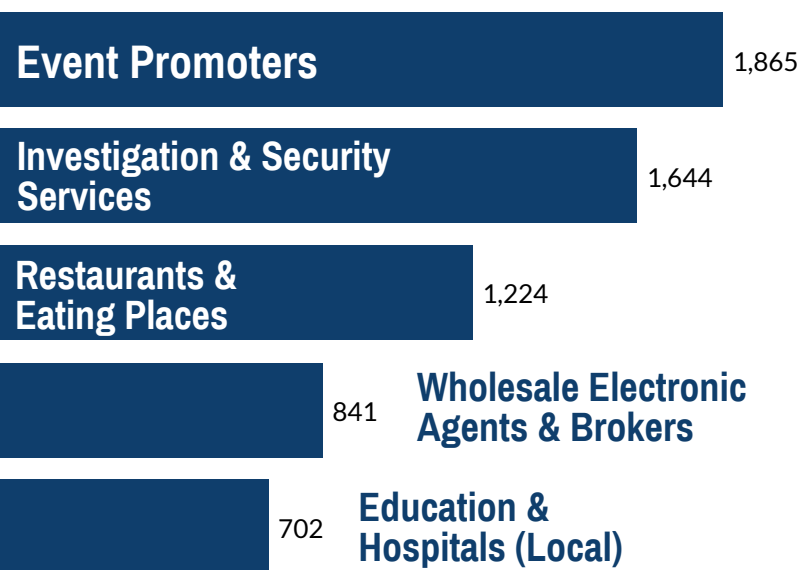 Event Promoters
1,865
Investigation & Security
Services
1,644
Restaurants &
Eating Places
1,224
841
Wholesale Electronic
Agents & Brokers
702
Education &
Hospitals (Local)